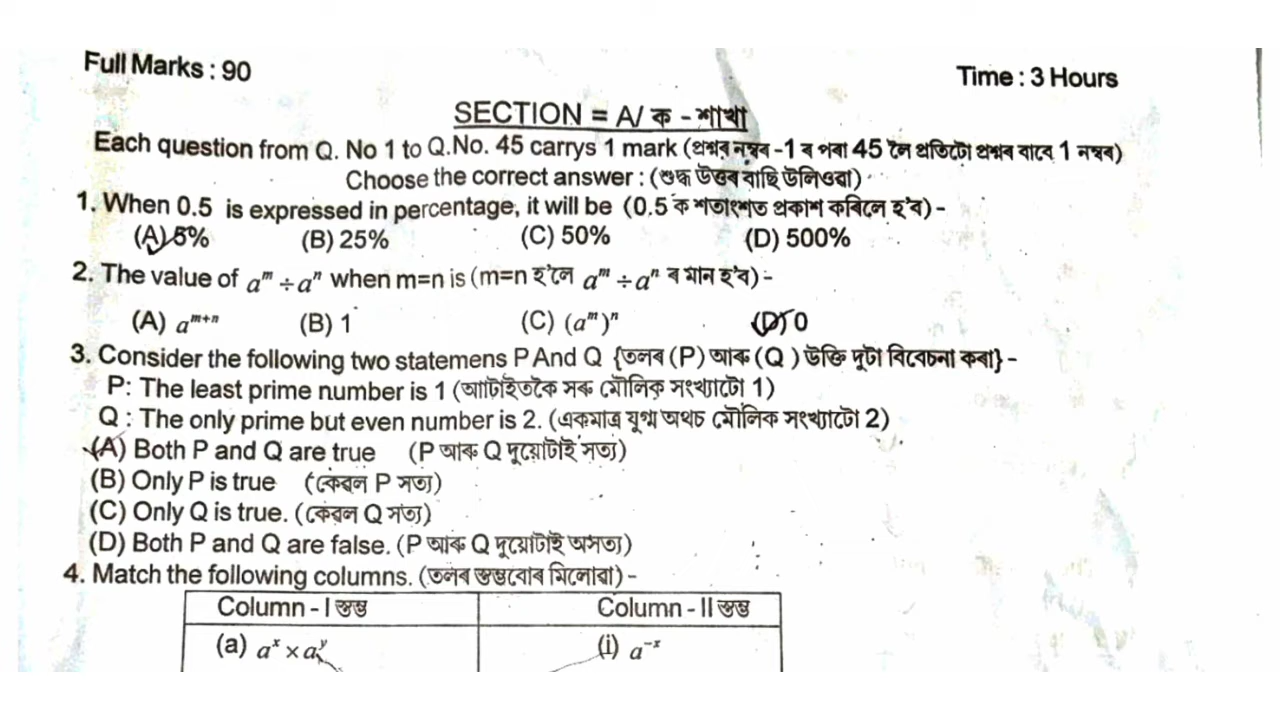 Full Marks : 90
Time : 3 Hours
SECTION = A/ ক - শাখা
Each question from Q. No 1 to Q.No. 45 carrys 1 mark (প্ৰশ্নৰ নম্বৰ -1 ৰ পৰা 45 লৈ প্ৰতিটো প্ৰশ্নৰ বাবে 1 নম্বৰ)
Choose the correct answer : (শুদ্ধ উত্তৰ বাছি উলিওৱা)
1. When 0.5 is expressed in percentage, it will be (0.5 ক শতাংশত প্ৰকাশ কৰিলে হ'ব) -
(A) 5% (B) 25% (C) 50% (D) 500%
2. The value of aᵐ ÷ aⁿ when m=n is (m=n হ'লে aᵐ ÷ aⁿ ৰ মান হ'ব) -
(A) aᵐ⁺ⁿ (B) 1 (C) (aᵐ)ⁿ (D) 0
3. Consider the following two statemens P And Q {তলৰ (P) আৰু (Q ) উক্তি দুটা বিবেচনা কৰা} -
P: The least prime number is 1 (আটাইতকৈ সৰু মৌলিক সংখ্যাটো 1)
Q : The only prime but even number is 2. (একমাত্ৰ যুগ্ম অথচ মৌলিক সংখ্যাটো 2)
(A) Both P and Q are true (P আৰু Q দুয়োটাই সত্য)
(B) Only P is true (কেৱল P সত্য)
(C) Only Q is true. (কেৱল Q সত্য)
(D) Both P and Q are false. (P আৰু Q দুয়োটাই অসত্য)
4. Match the following columns. (তলৰ স্তম্ভবোৰ মিলোৱা) -
Column - I স্তম্ভ Column - II স্তম্ভ
(a) aˣ × aʸ (i) a⁻ˣ